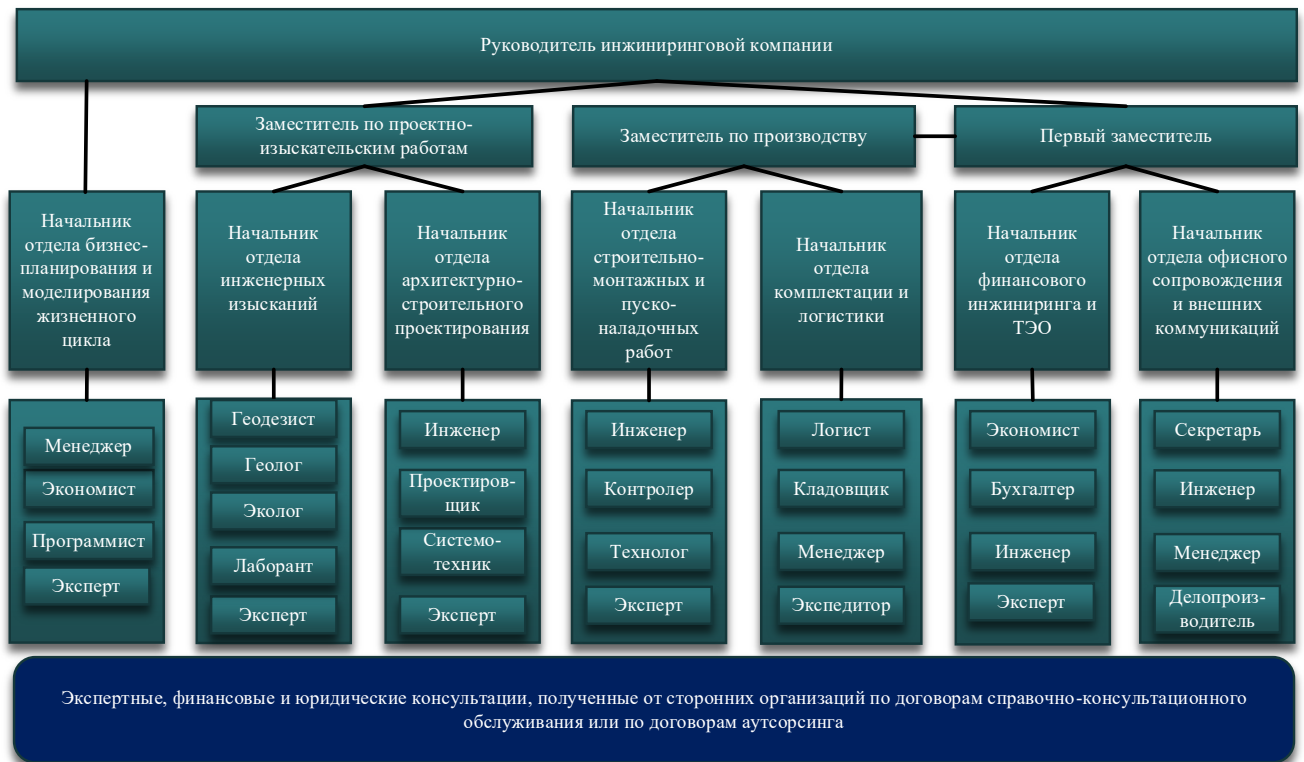 Руководитель инжиниринговой компании
Заместитель по проектно-
изыскательским работам
Заместитель по производству
Первый заместитель
Начальник
отдела бизнес-
планирования и
моделирования
жизненного
цикла
Начальник
отдела
инженерных
изысканий
Начальник
отдела
архитектурно-
строительного
проектирования
Начальник
отдела
строительно-
монтажных и
пуско-
наладочных
работ
Начальник
отдела
комплектации и
логистики
Начальник
отдела
финансового
инжиниринга и
ТЭО
Начальник
отдела офисного
сопровождения
и внешних
коммуникаций
Менеджер
Экономист
Программист
Эксперт
Геодезист
Геолог
Эколог
Лаборант
Эксперт
Инженер
Проектиров-
щик
Системо-
техник
Эксперт
Инженер
Контролер
Технолог
Эксперт
Логист
Кладовщик
Менеджер
Экспедитор
Экономист
Бухгалтер
Инженер
Эксперт
Секретарь
Инженер
Менеджер
Делопроиз-
водитель
Экспертные, финансовые и юридические консультации, полученные от сторонних организаций по договорам справочно-консультационного
обслуживания или по договорам аутсорсинга